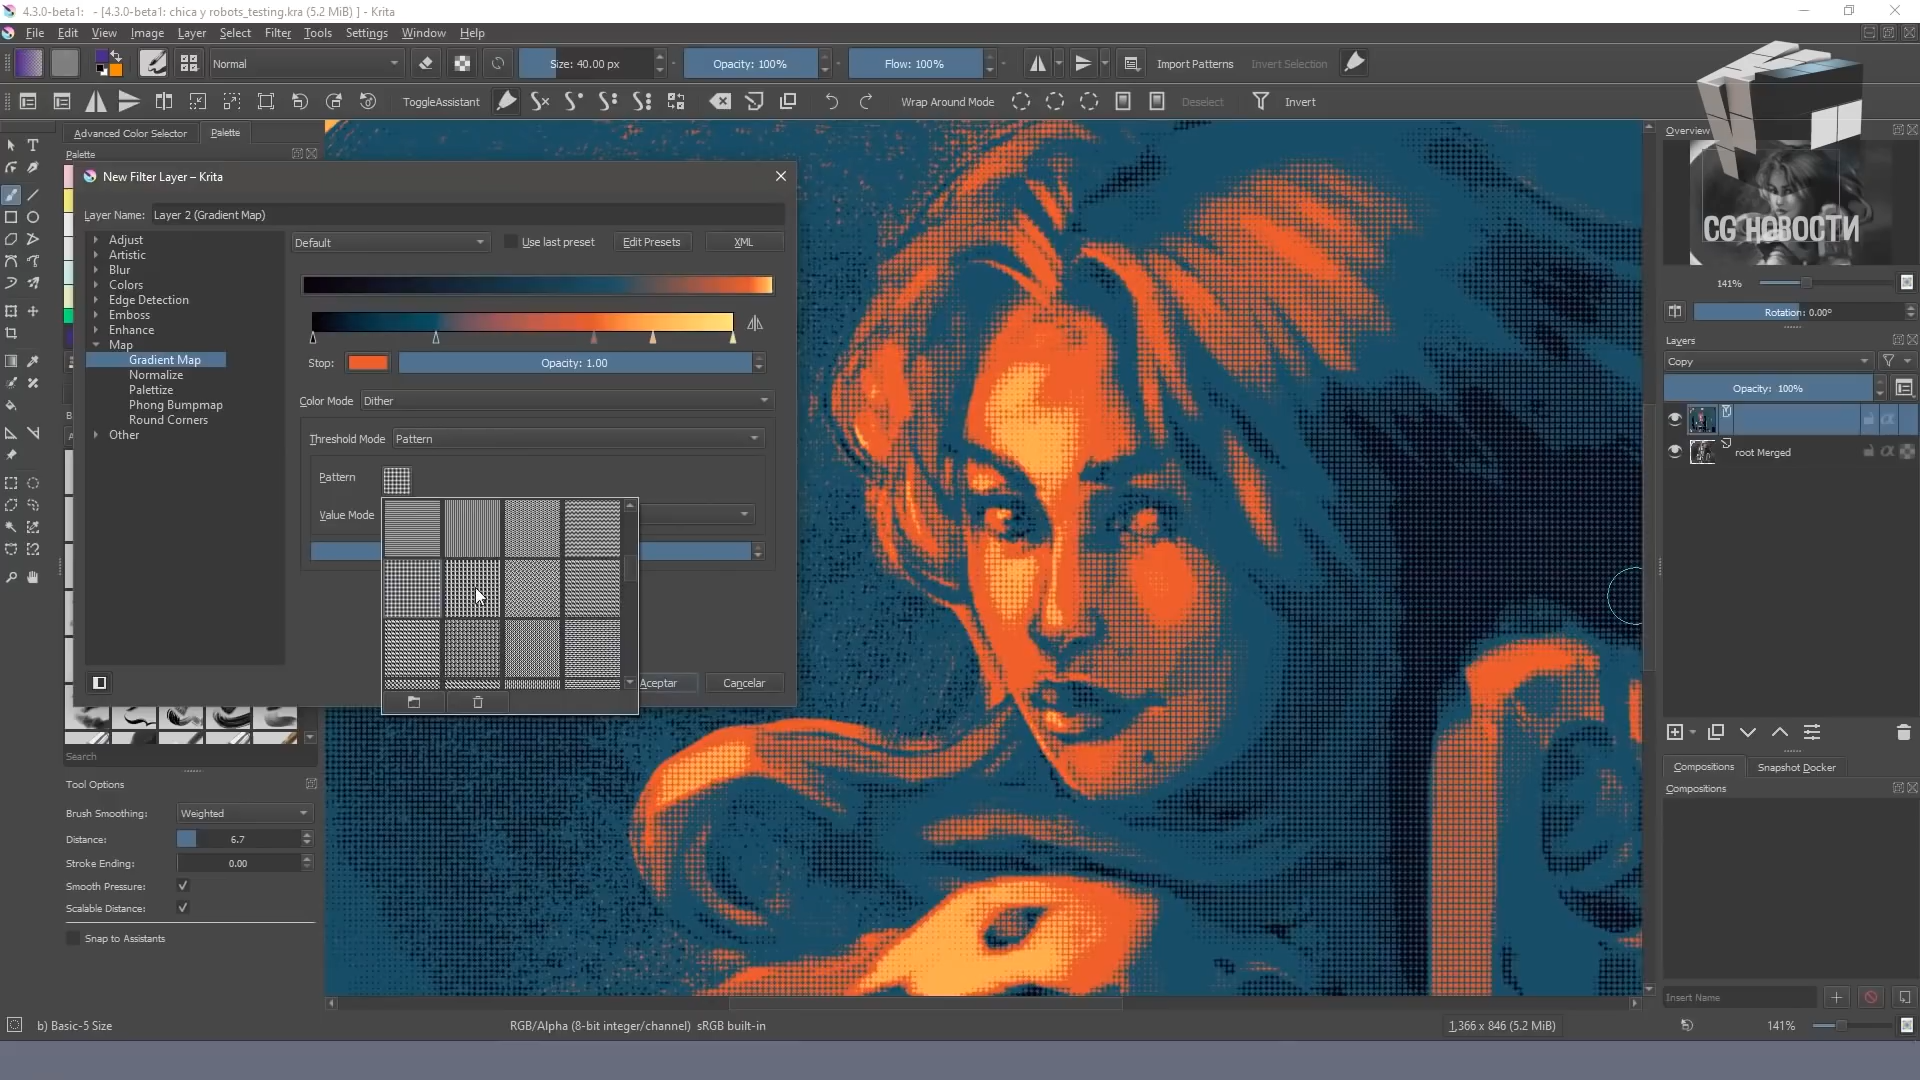 4.3.0-beta1:   - [4.3.0-beta1: chica y robots_testing.kra (5.2 MiB) ] - Krita
File Edit View Image Layer Select Filter Tools Settings Window Help
Normal
Size: 40.00 px
Opacity: 100%
Flow: 100%
Import Patterns
Invert Selection
ToggleAssistant
Wrap Around Mode
Deselect
Invert
Advanced Color Selector
Palette
Palette
New Filter Layer – Krita
Layer Name: Layer 2 (Gradient Map)
Adjust
Artistic
Blur
Colors
Edge Detection
Emboss
Enhance
Map
Gradient Map
Normalize
Palettize
Phong Bumpmap
Round Corners
Other
Default
Use last preset
Edit Presets
XML
Stop:
Opacity: 1.00
Color Mode Dither
Threshold Mode Pattern
Pattern
Value Mode
Aceptar
Cancelar
Search
Tool Options
Brush Smoothing: Weighted
Distance: 6.7
Stroke Ending: 0.00
Smooth Pressure:
Scalable Distance:
Snap to Assistants
Overview
CG НОВОСТИ
141%
Rotation: 0.00°
Layers
Copy
Opacity: 100%
root Merged
Compositions
Snapshot Docker
Compositions
Insert Name
b) Basic-5 Size
RGB/Alpha (8-bit integer/channel) sRGB built-in
1,366 x 846 (5.2 MiB)
141%